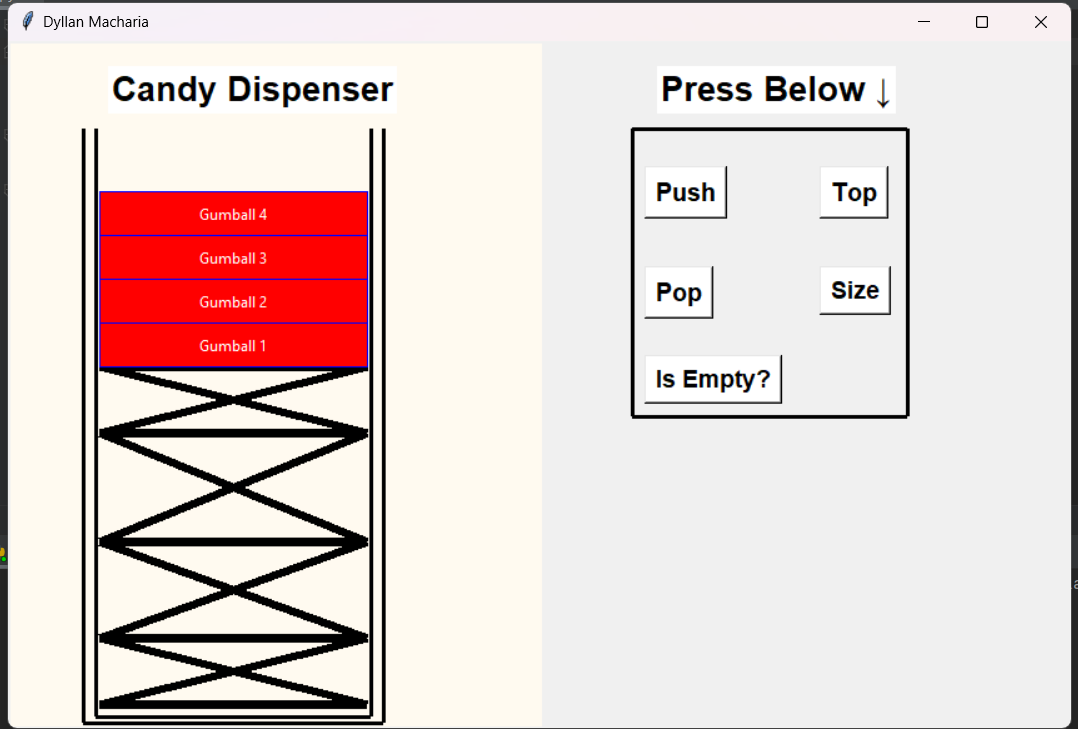 Dyllan Macharia
Candy Dispenser
Gumball 4
Gumball 3
Gumball 2
Gumball 1
Press Below ↓
Push
Top
Pop
Size
Is Empty?